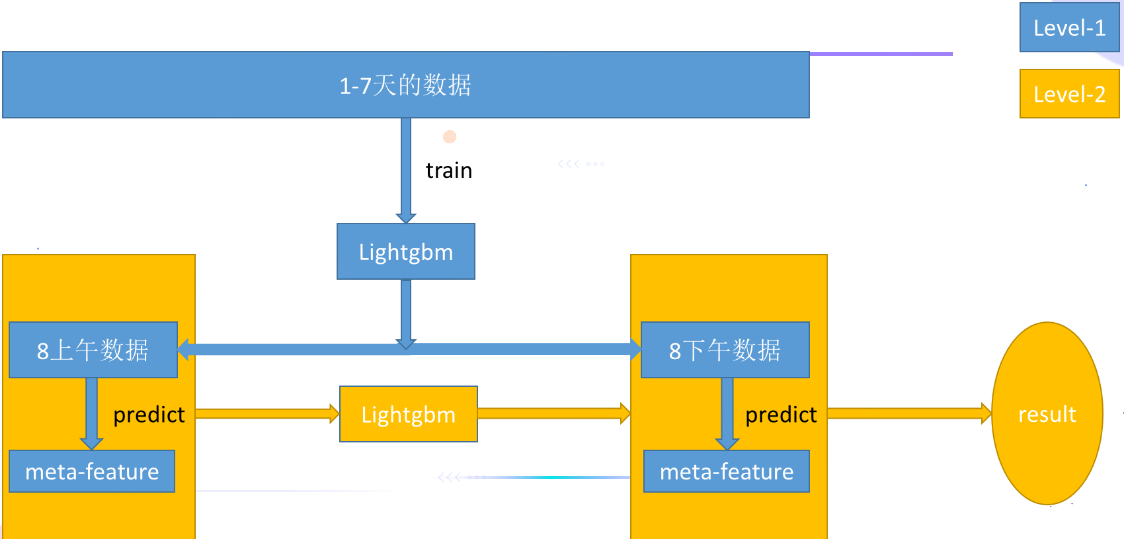 Level-1
1-7天的数据
Level-2
train
Lightgbm
8上午数据
8下午数据
predict
Lightgbm
predict
result
meta-feature
meta-feature